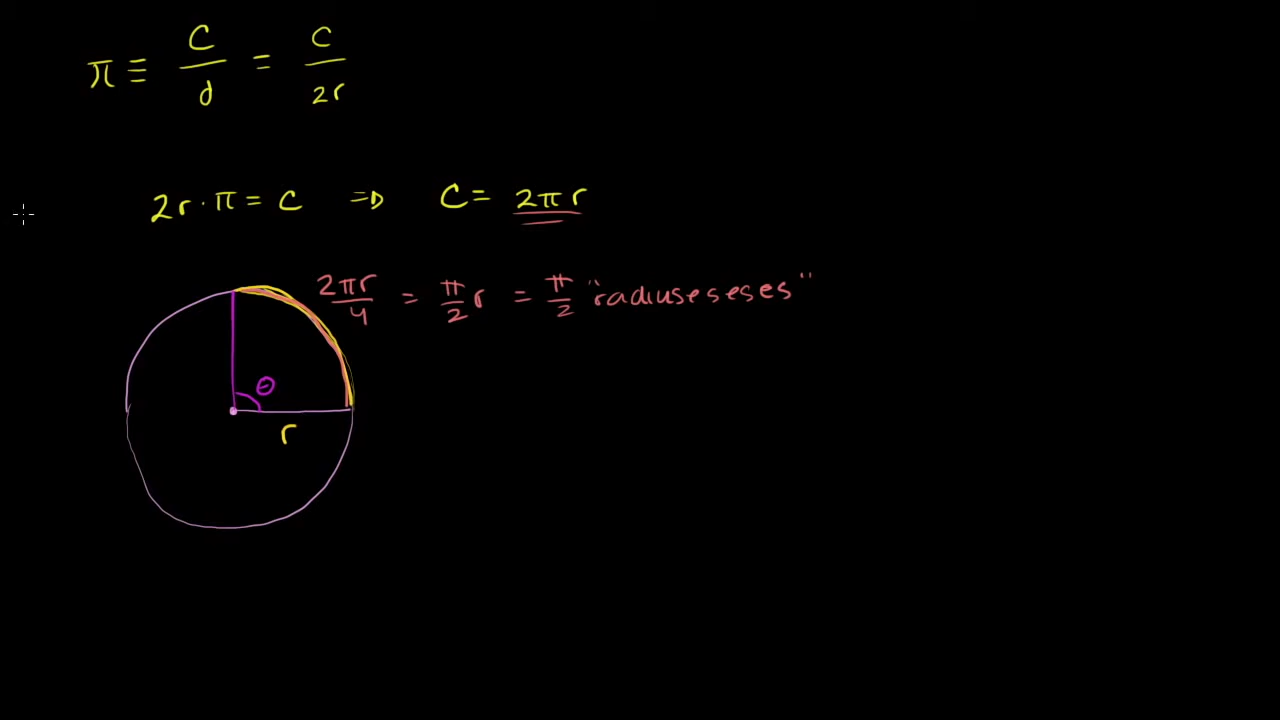 π ≡ C/d = C/2r
2r · π = C ⇒ C = 2πr
2πr/4 = π/2 r = π/2 "radiuseseses"
θ
r